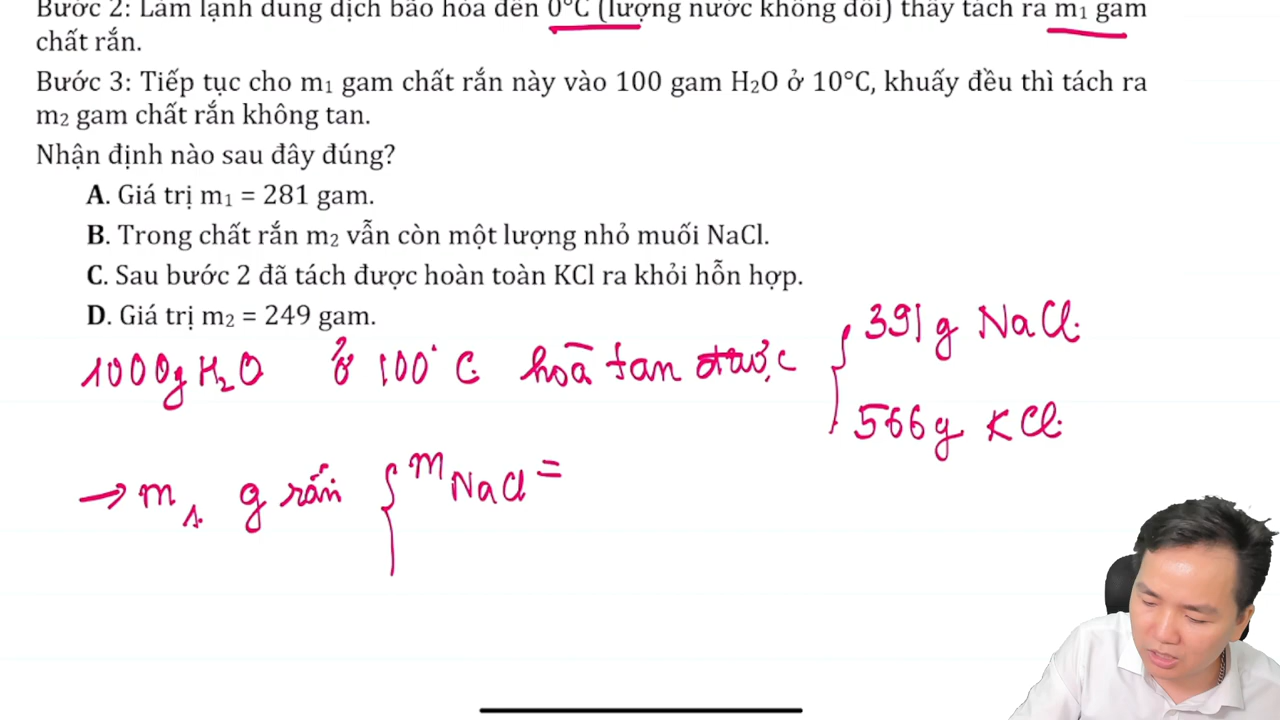 Bước 2: Làm lạnh dung dịch bão hòa đến 0°C (lượng nước không đổi) thấy tách ra m₁ gam
chất rắn.
Bước 3: Tiếp tục cho m₁ gam chất rắn này vào 100 gam H₂O ở 10°C, khuấy đều thì tách ra
m₂ gam chất rắn không tan.
Nhận định nào sau đây đúng?
A. Giá trị m₁ = 281 gam.
B. Trong chất rắn m₂ vẫn còn một lượng nhỏ muối NaCl.
C. Sau bước 2 đã tách được hoàn toàn KCl ra khỏi hỗn hợp.
D. Giá trị m₂ = 249 gam.
1000g H₂O ở 100°C hoà tan được { 391g NaCl.
566g KCl.
→ m₁ g rắn { m NaCl =